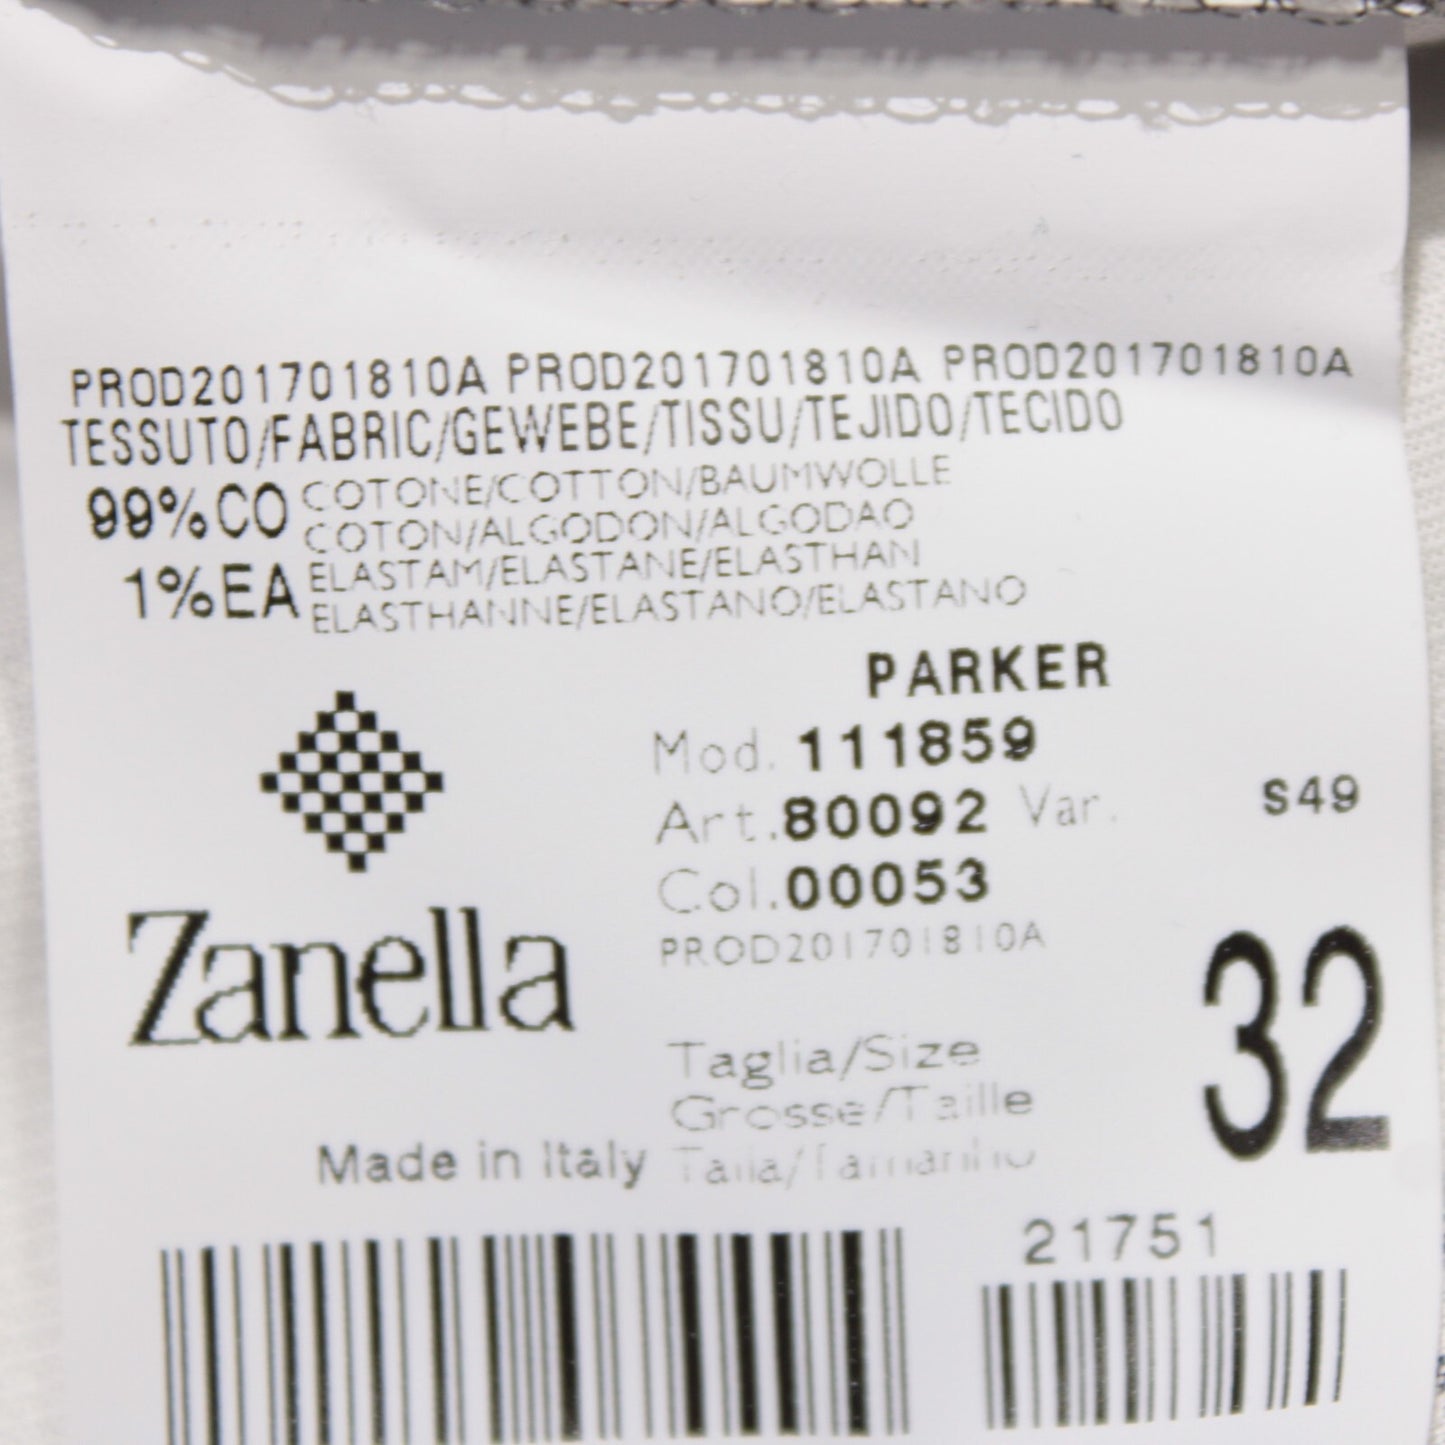 PROD201701810A PROD201701810A PROD201701810A
TESSUTO/FABRIC/GEWEBE/TISSU/TEJIDO/TECIDO
99%CO COTONE/COTTON/BAUMWOLLE
COTON/ALGODON/ALGODAO
1%EA ELASTAM/ELASTANE/ELASTHAN
ELASTHANNE/ELASTANO/ELASTANO
PARKER
Mod. 111859
Art. 80092 Var. S49
Col. 00053
PROD201701810A
Zanella
32
Taglia/Size
Grosse/Taille
Made in Italy Talla/Tamanho
21751